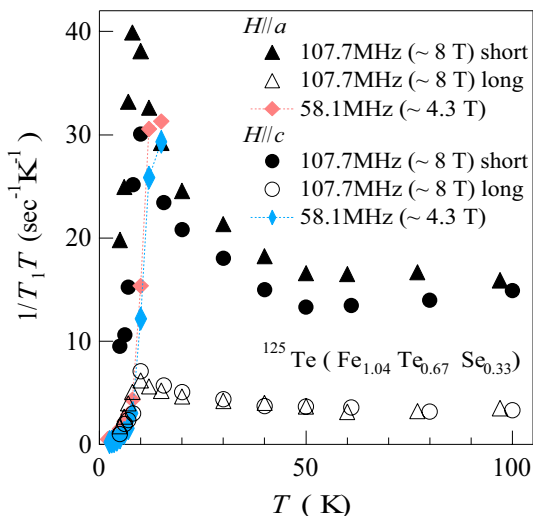 40
30
20
10
0
1/T₁T (sec⁻¹K⁻¹)
H//a
107.7MHz (~ 8 T) short
107.7MHz (~ 8 T) long
58.1MHz (~ 4.3 T)
H//c
107.7MHz (~ 8 T) short
107.7MHz (~ 8 T) long
58.1MHz (~ 4.3 T)
¹²⁵Te ( Fe₁.₀₄ Te₀.₆₇ Se₀.₃₃)
0 50 100
T ( K)